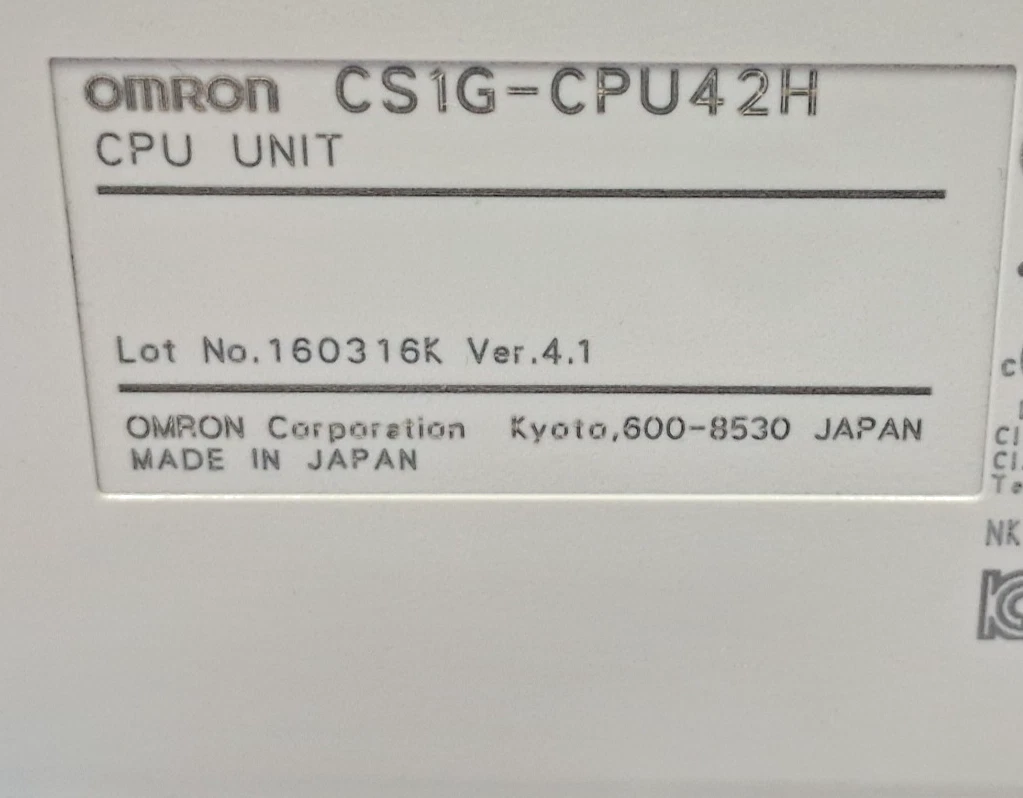 OMRON CS1G-CPU42H
CPU UNIT
Lot No.160316K Ver.4.1
OMRON Corporation Kyoto,600-8530 JAPAN
MADE IN JAPAN
NK